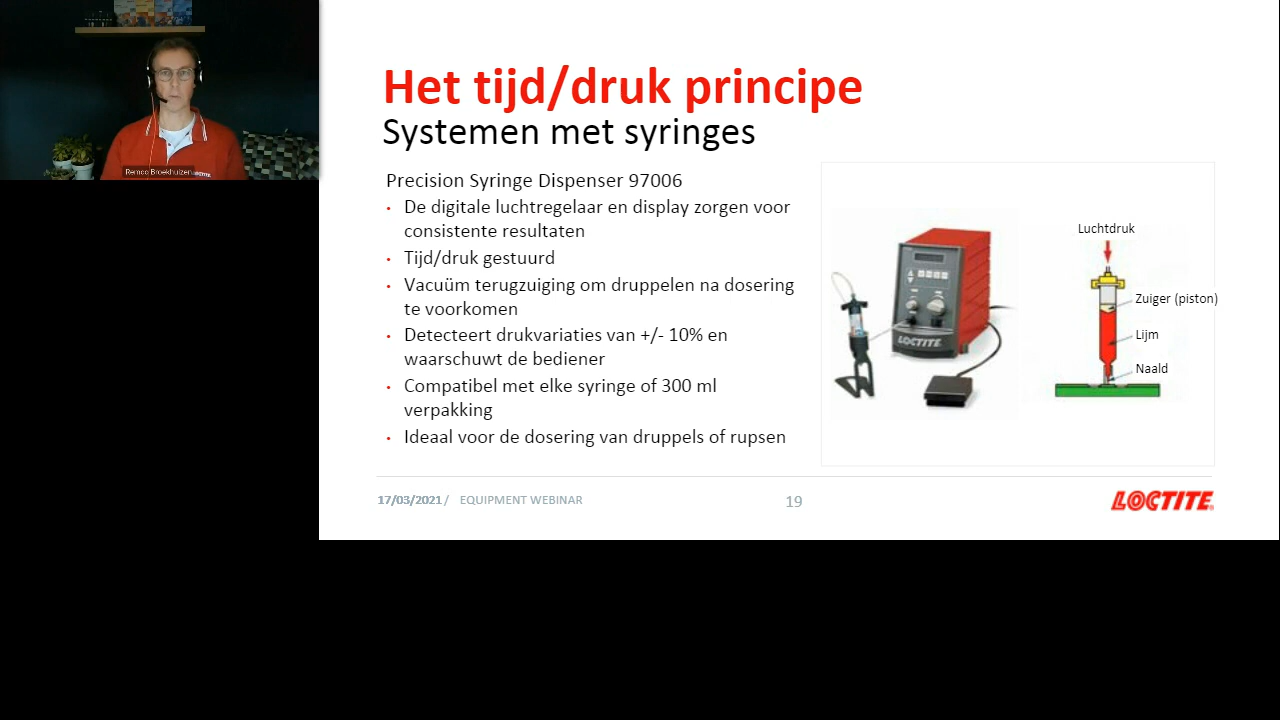 Remco Broekhuizen
Het tijd/druk principe
Systemen met syringes
Precision Syringe Dispenser 97006
• De digitale luchtregelaar en display zorgen voor
consistente resultaten
• Tijd/druk gestuurd
• Vacuüm terugzuiging om druppelen na dosering
te voorkomen
• Detecteert drukvariaties van +/- 10% en
waarschuwt de bediener
• Compatibel met elke syringe of 300 ml
verpakking
• Ideaal voor de dosering van druppels of rupsen
LOCTITE
Luchtdruk
Zuiger (piston)
Lijm
Naald
17/03/2021 / EQUIPMENT WEBINAR
19
LOCTITE